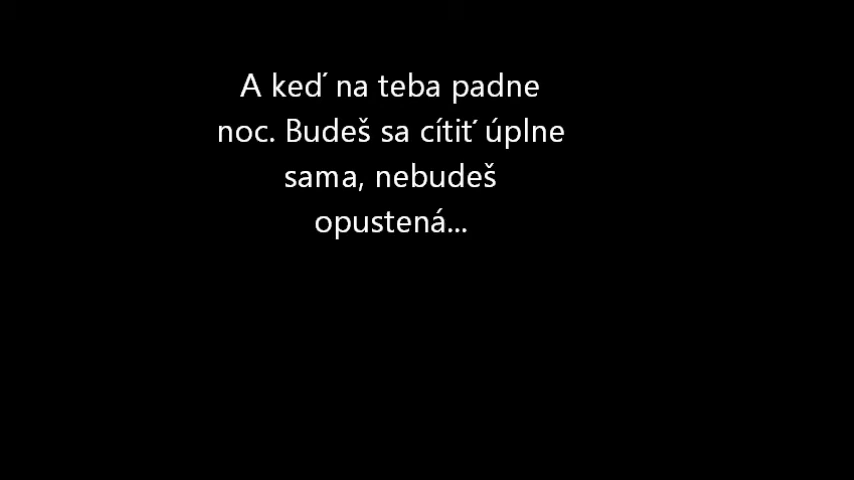 A keď na teba padne
noc. Budeš sa cítiť úplne
sama, nebudeš
opustená...